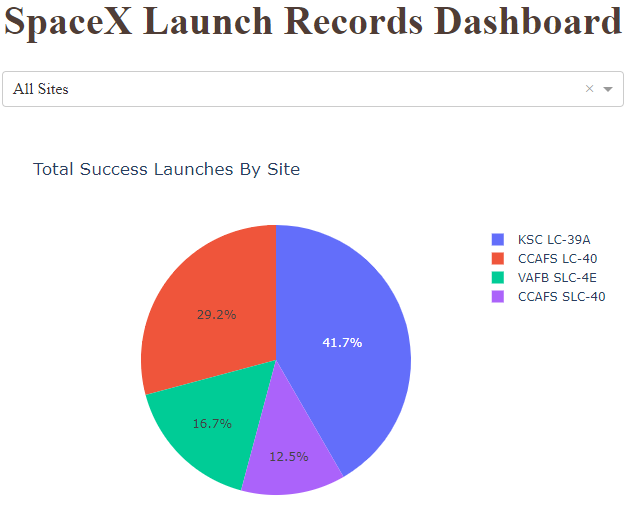 SpaceX Launch Records Dashboard
All Sites ×
Total Success Launches By Site
KSC LC-39A
CCAFS LC-40
VAFB SLC-4E
CCAFS SLC-40
29.2%
41.7%
16.7%
12.5%